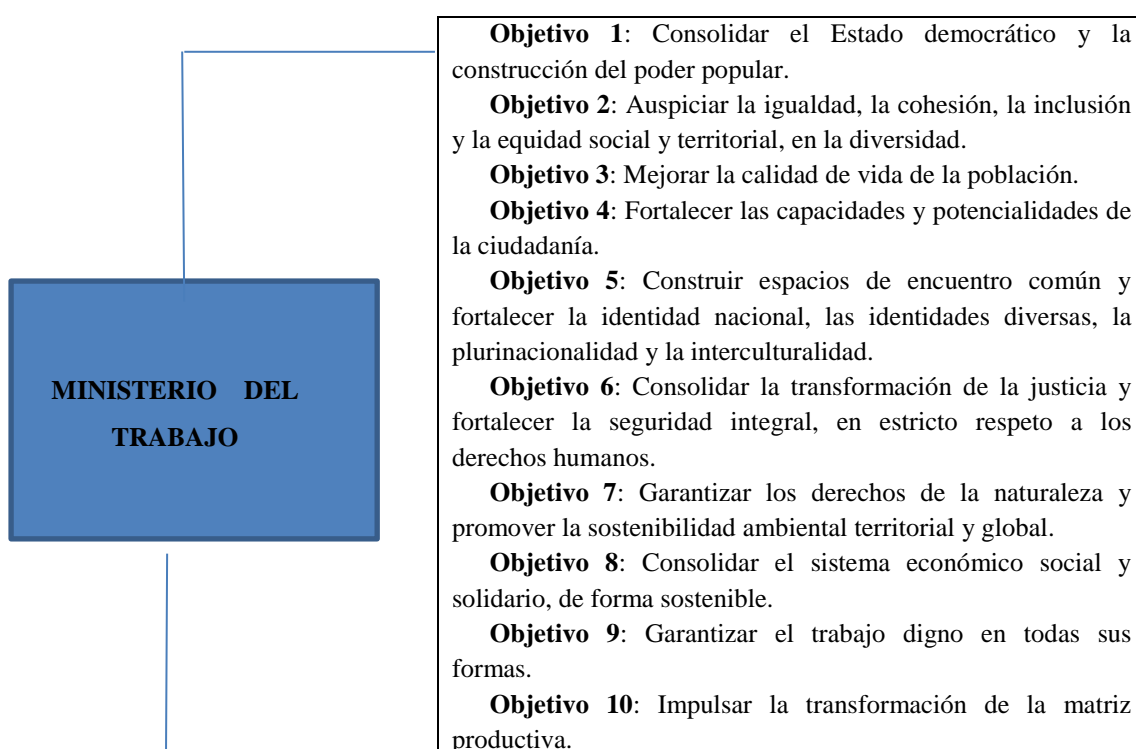 Objetivo 1: Consolidar el Estado democrático y la
construcción del poder popular.
Objetivo 2: Auspiciar la igualdad, la cohesión, la inclusión
y la equidad social y territorial, en la diversidad.
Objetivo 3: Mejorar la calidad de vida de la población.
Objetivo 4: Fortalecer las capacidades y potencialidades de
la ciudadanía.
Objetivo 5: Construir espacios de encuentro común y
fortalecer la identidad nacional, las identidades diversas, la
plurinacionalidad y la interculturalidad.
Objetivo 6: Consolidar la transformación de la justicia y
fortalecer la seguridad integral, en estricto respeto a los
derechos humanos.
Objetivo 7: Garantizar los derechos de la naturaleza y
promover la sostenibilidad ambiental territorial y global.
Objetivo 8: Consolidar el sistema económico social y
solidario, de forma sostenible.
Objetivo 9: Garantizar el trabajo digno en todas sus
formas.
Objetivo 10: Impulsar la transformación de la matriz
productiva.
MINISTERIO DEL
TRABAJO